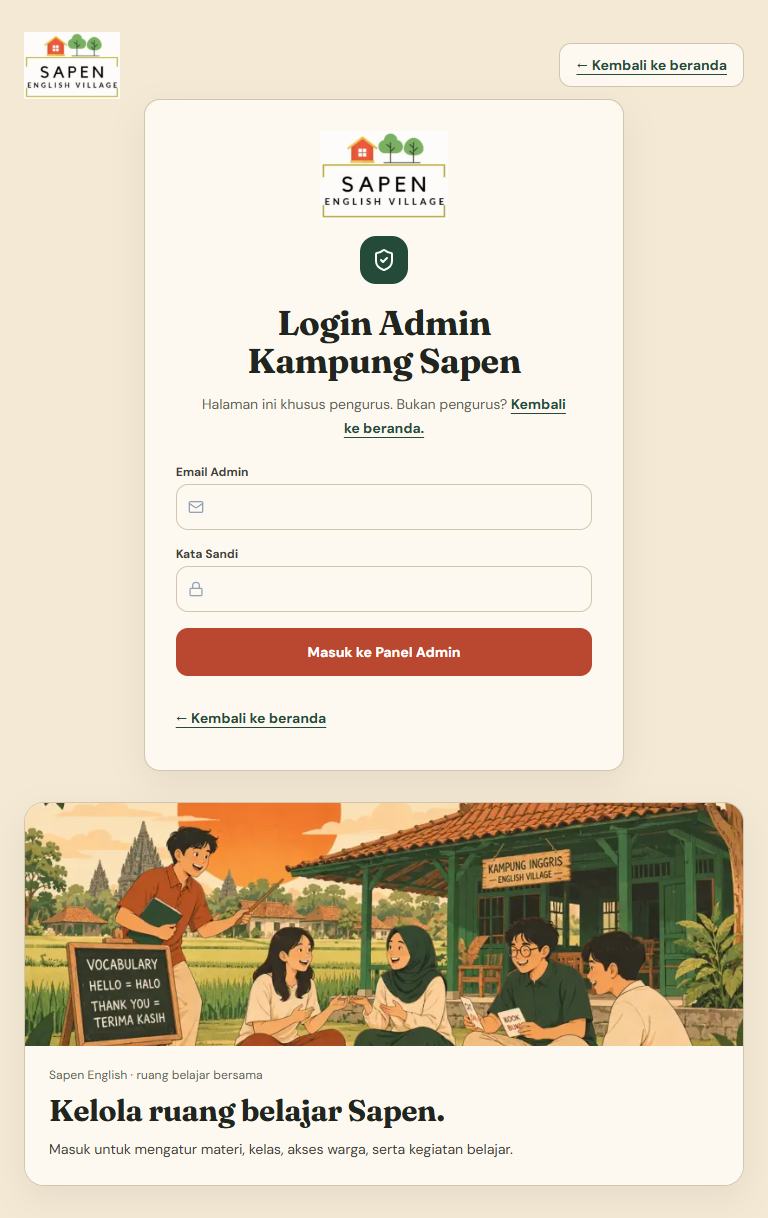 SAPEN
ENGLISH VILLAGE
← Kembali ke beranda
SAPEN
ENGLISH VILLAGE
Login Admin
Kampung Sapen
Halaman ini khusus pengurus. Bukan pengurus? Kembali
ke beranda.
Email Admin
Kata Sandi
Masuk ke Panel Admin
← Kembali ke beranda
KAMPUNG INGGRIS
— ENGLISH VILLAGE —
VOCABULARY
HELLO = HALO
THANK YOU =
TERIMA KASIH
BOOK
Sapen English · ruang belajar bersama
Kelola ruang belajar Sapen.
Masuk untuk mengatur materi, kelas, akses warga, serta kegiatan belajar.